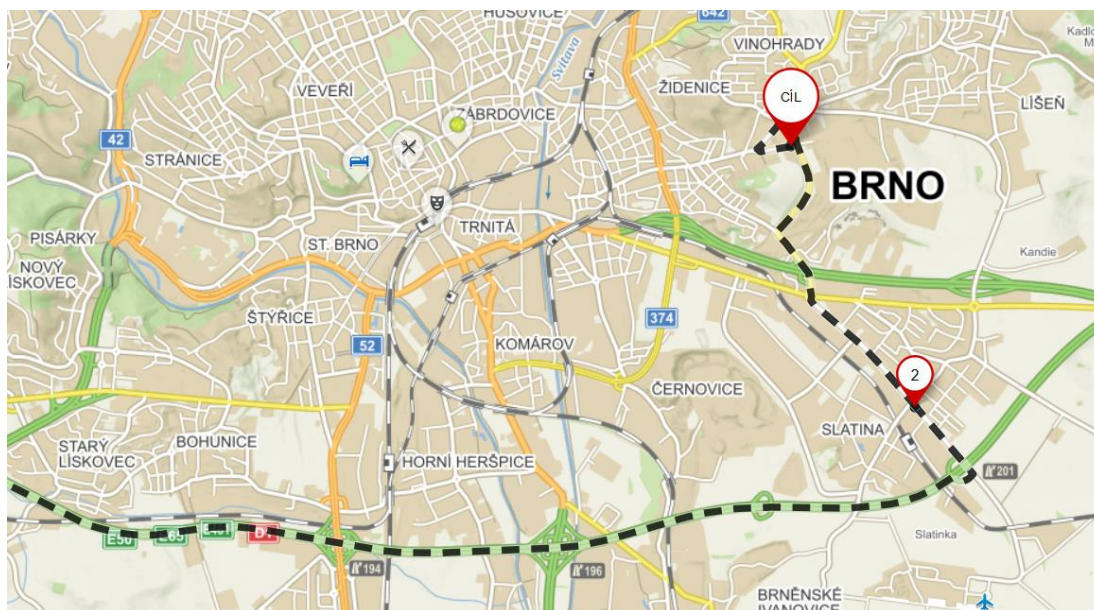 HUSOVICE
642
VINOHRADY
Svitava
ŽIDENICE
CÍL
VEVEŘÍ
LÍŠEŇ
ZÁBRDOVICE
42
STRÁNICE
BRNO
TRNITÁ
PISÁRKY
ST. BRNO
Kandie
NOVÝ
LÍSKOVEC
ŠTÝŘICE
374
52
KOMÁROV
2
ČERNOVICE
SLATINA
STARÝ
LÍSKOVEC
BOHUNICE
HORNÍ HERŠPICE
201
E50
E65
E461
D1
Slatinka
194
196
BRNĚNSKÉ
IVANOVICE